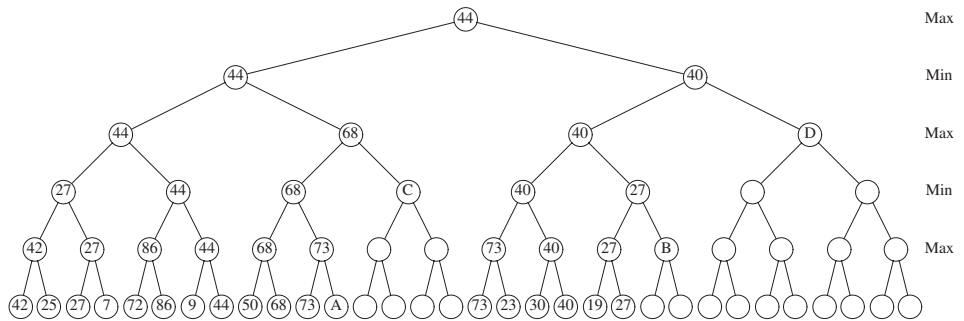 44 Max
44 40 Min
44 68 40 D Max
27 44 68 C 40 27 Min
42 27 86 44 68 73 73 40 27 B Max
42 25 27 7 72 86 9 44 50 68 73 A 73 23 30 40 19 27